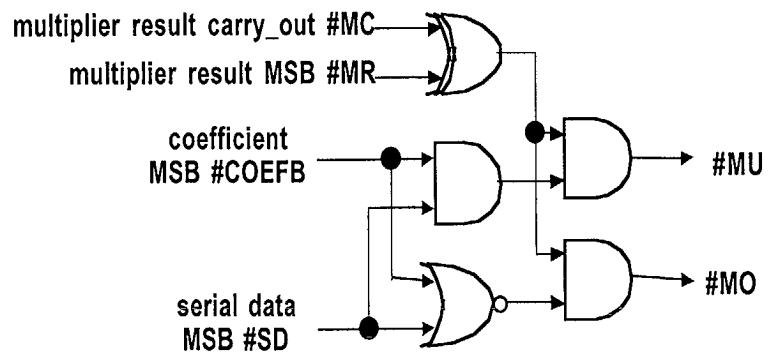 multiplier result carry_out #MC
multiplier result MSB #MR
coefficient
MSB #COEFB
#MU
serial data
MSB #SD
#MO